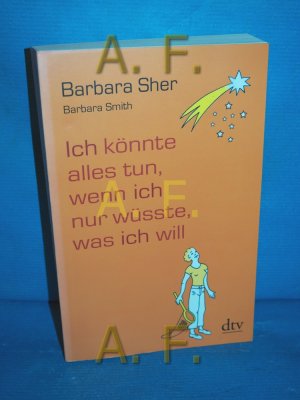 A. F.
Barbara Sher
Barbara Smith
Ich könnte
alles tun,
wenn ich
A. F.
nur wüsste,
was ich will
dtv
A. F.